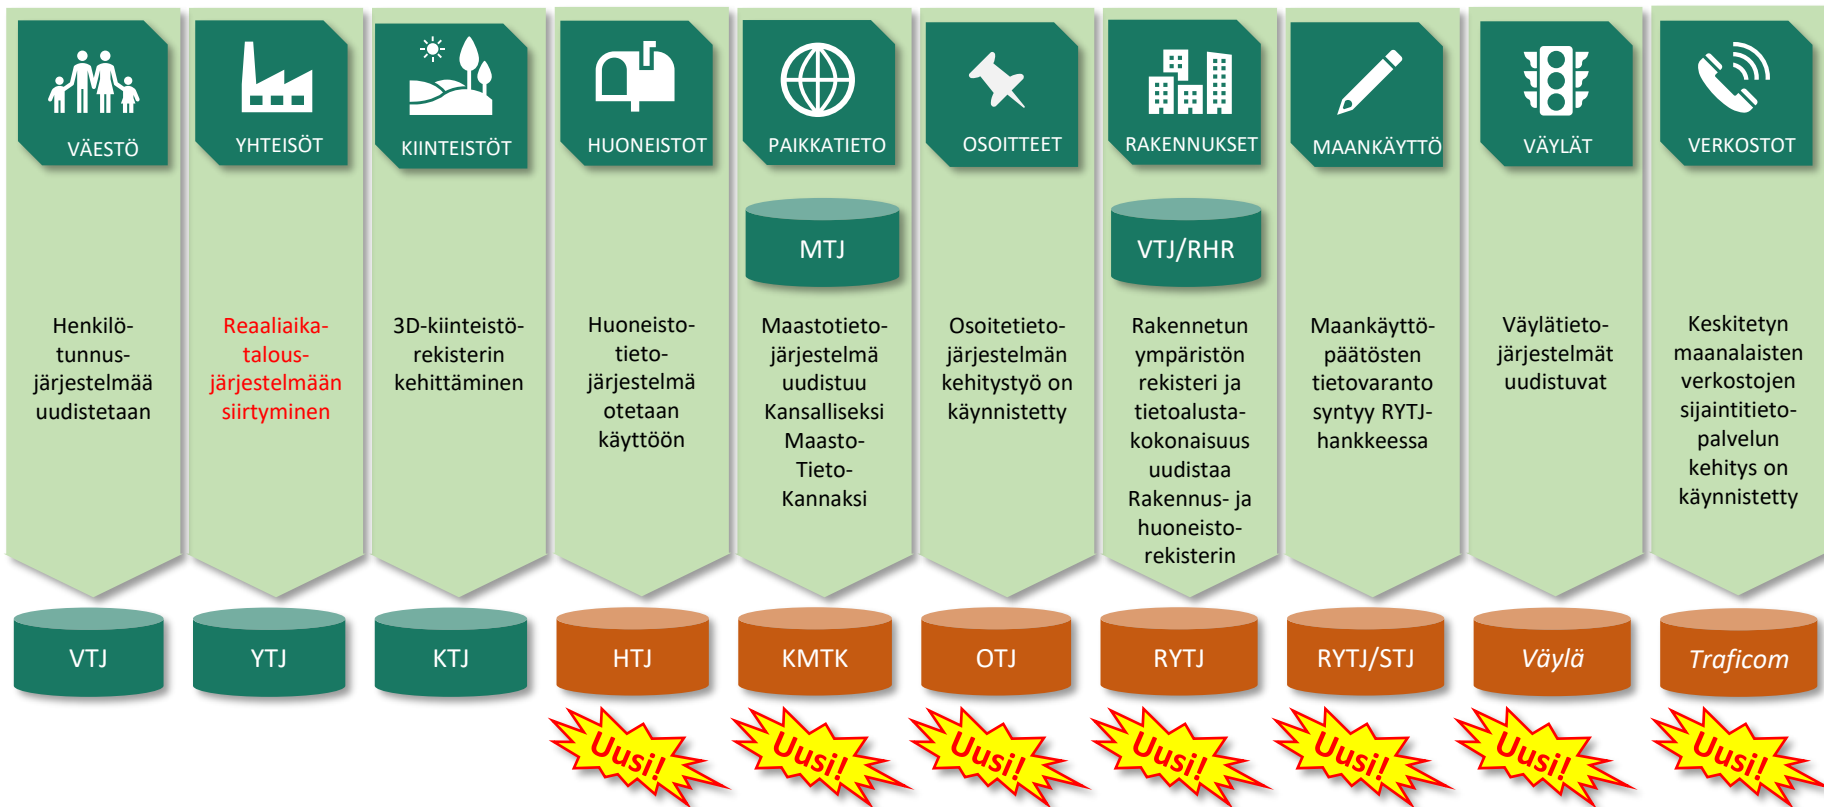 VÄESTÖ
Henkilö-
tunnus-
järjestelmää
uudistetaan
VTJ
YHTEISÖT
Reaaliaika-
talous-
järjestelmään
siirtyminen
YTJ
KIINTEISTÖT
3D-kiinteistö-
rekisterin
kehittäminen
KTJ
HUONEISTOT
Huoneisto-
tieto-
järjestelmä
otetaan
käyttöön
HTJ
Uusi!
PAIKKATIETO
MTJ
Maastotieto-
järjestelmä
uudistuu
Kansalliseksi
Maasto-
Tieto-
Kannaksi
KMTK
Uusi!
OSOITTEET
Osoitetieto-
järjestelmän
kehitystyö on
käynnistetty
OTJ
Uusi!
RAKENNUKSET
VTJ/RHR
Rakennetun
ympäristön
rekisteri ja
tietoalusta-
kokonaisuus
uudistaa
Rakennus- ja
huoneisto-
rekisterin
RYTJ
Uusi!
MAANKÄYTTÖ
Maankäyttö-
päätösten
tietovaranto
syntyy RYTJ-
hankkeessa
RYTJ/STJ
Uusi!
VÄYLÄT
Väylätieto-
järjestelmät
uudistuvat
Väylä
Uusi!
VERKOSTOT
Keskitetyn
maanalaisten
verkostojen
sijaintitieto-
palvelun
kehitys on
käynnistetty
Traficom
Uusi!